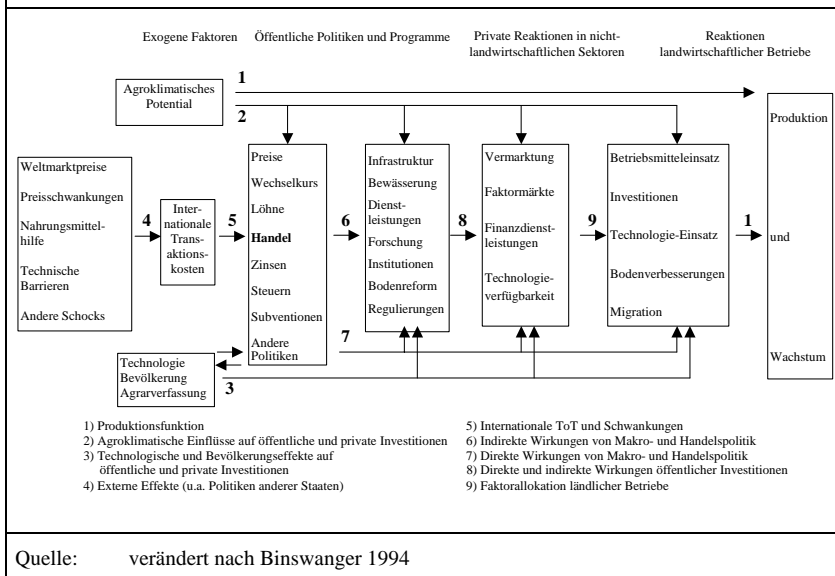 Exogene Faktoren
Öffentliche Politiken und Programme
Private Reaktionen in nicht-
landwirtschaftlichen Sektoren
Reaktionen
landwirtschaftlicher Betriebe
Agroklimatisches
Potential
1
2
Weltmarktpreise
Preisschwankungen
Nahrungsmittel-
hilfe
Technische
Barrieren
Andere Schocks
4
Inter-
nationale
Trans-
aktions-
kosten
5
Preise
Wechselkurs
Löhne
Handel
Zinsen
Steuern
Subventionen
Andere
Politiken
6
7
Infrastruktur
Bewässerung
Dienst-
leistungen
Forschung
Institutionen
Bodenreform
Regulierungen
8
Vermarktung
Faktormärkte
Finanzdienst-
leistungen
Technologie-
verfügbarkeit
9
Betriebsmitteleinsatz
Investitionen
Technologie-Einsatz
Bodenverbesserungen
Migration
1
Produktion
und
Wachstum
Technologie
Bevölkerung
Agrarverfassung
3
1) Produktionsfunktion
2) Agroklimatische Einflüsse auf öffentliche und private Investitionen
3) Technologische und Bevölkerungseffekte auf
öffentliche und private Investitionen
4) Externe Effekte (u.a. Politiken anderer Staaten)
5) Internationale ToT und Schwankungen
6) Indirekte Wirkungen von Makro- und Handelspolitik
7) Direkte Wirkungen von Makro- und Handelspolitik
8) Direkte und indirekte Wirkungen öffentlicher Investitionen
9) Faktorallokation ländlicher Betriebe
Quelle: verändert nach Binswanger 1994